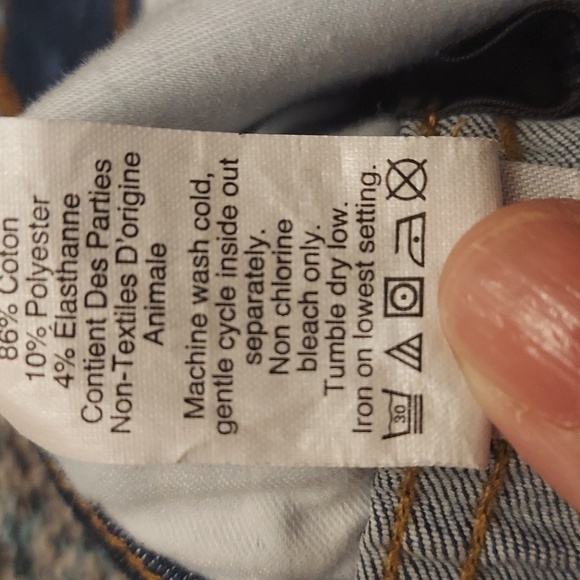 86% Coton
10% Polyester
4% Élasthanne
Contient Des Parties
Non-Textiles D'origine
Animale
Machine wash cold,
gentle cycle inside out
separately.
Non chlorine
bleach only.
Tumble dry low.
Iron on lowest setting.
30